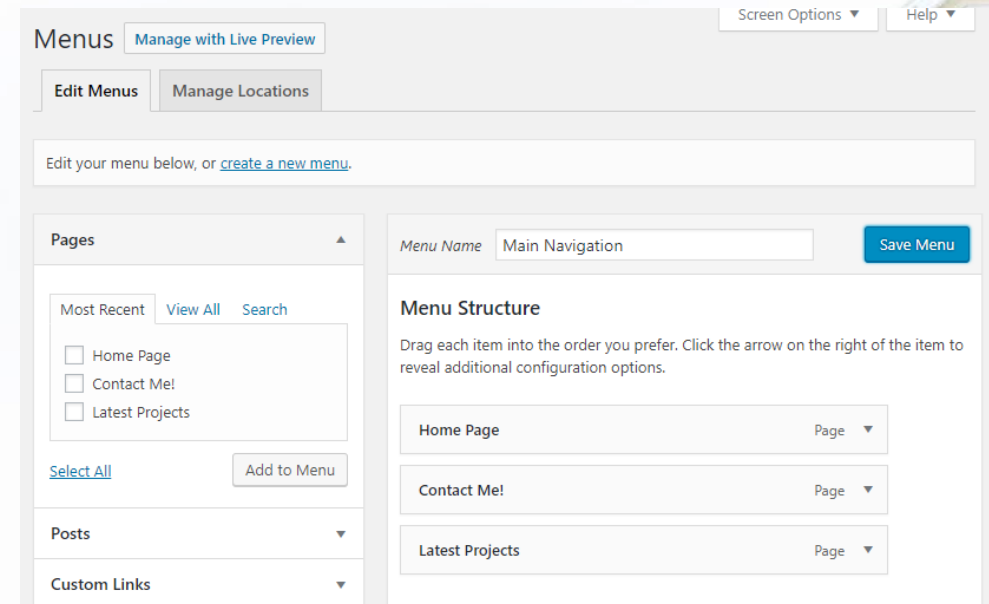 Screen Options
Help
Menus
Manage with Live Preview
Edit Menus
Manage Locations
Edit your menu below, or create a new menu.
Pages
Most Recent
View All
Search
Home Page
Contact Me!
Latest Projects
Select All
Add to Menu
Posts
Custom Links
Menu Name
Main Navigation
Save Menu
Menu Structure
Drag each item into the order you prefer. Click the arrow on the right of the item to
reveal additional configuration options.
Home Page
Page
Contact Me!
Page
Latest Projects
Page